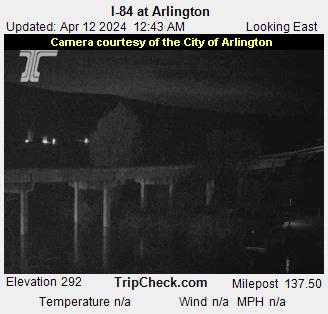 I-84 at Arlington
Updated: Apr 12 2024 12:43 AM Looking East
Camera courtesy of the City of Arlington
Elevation 292 TripCheck.com Milepost 137.50
Temperature n/a Wind n/a MPH n/a